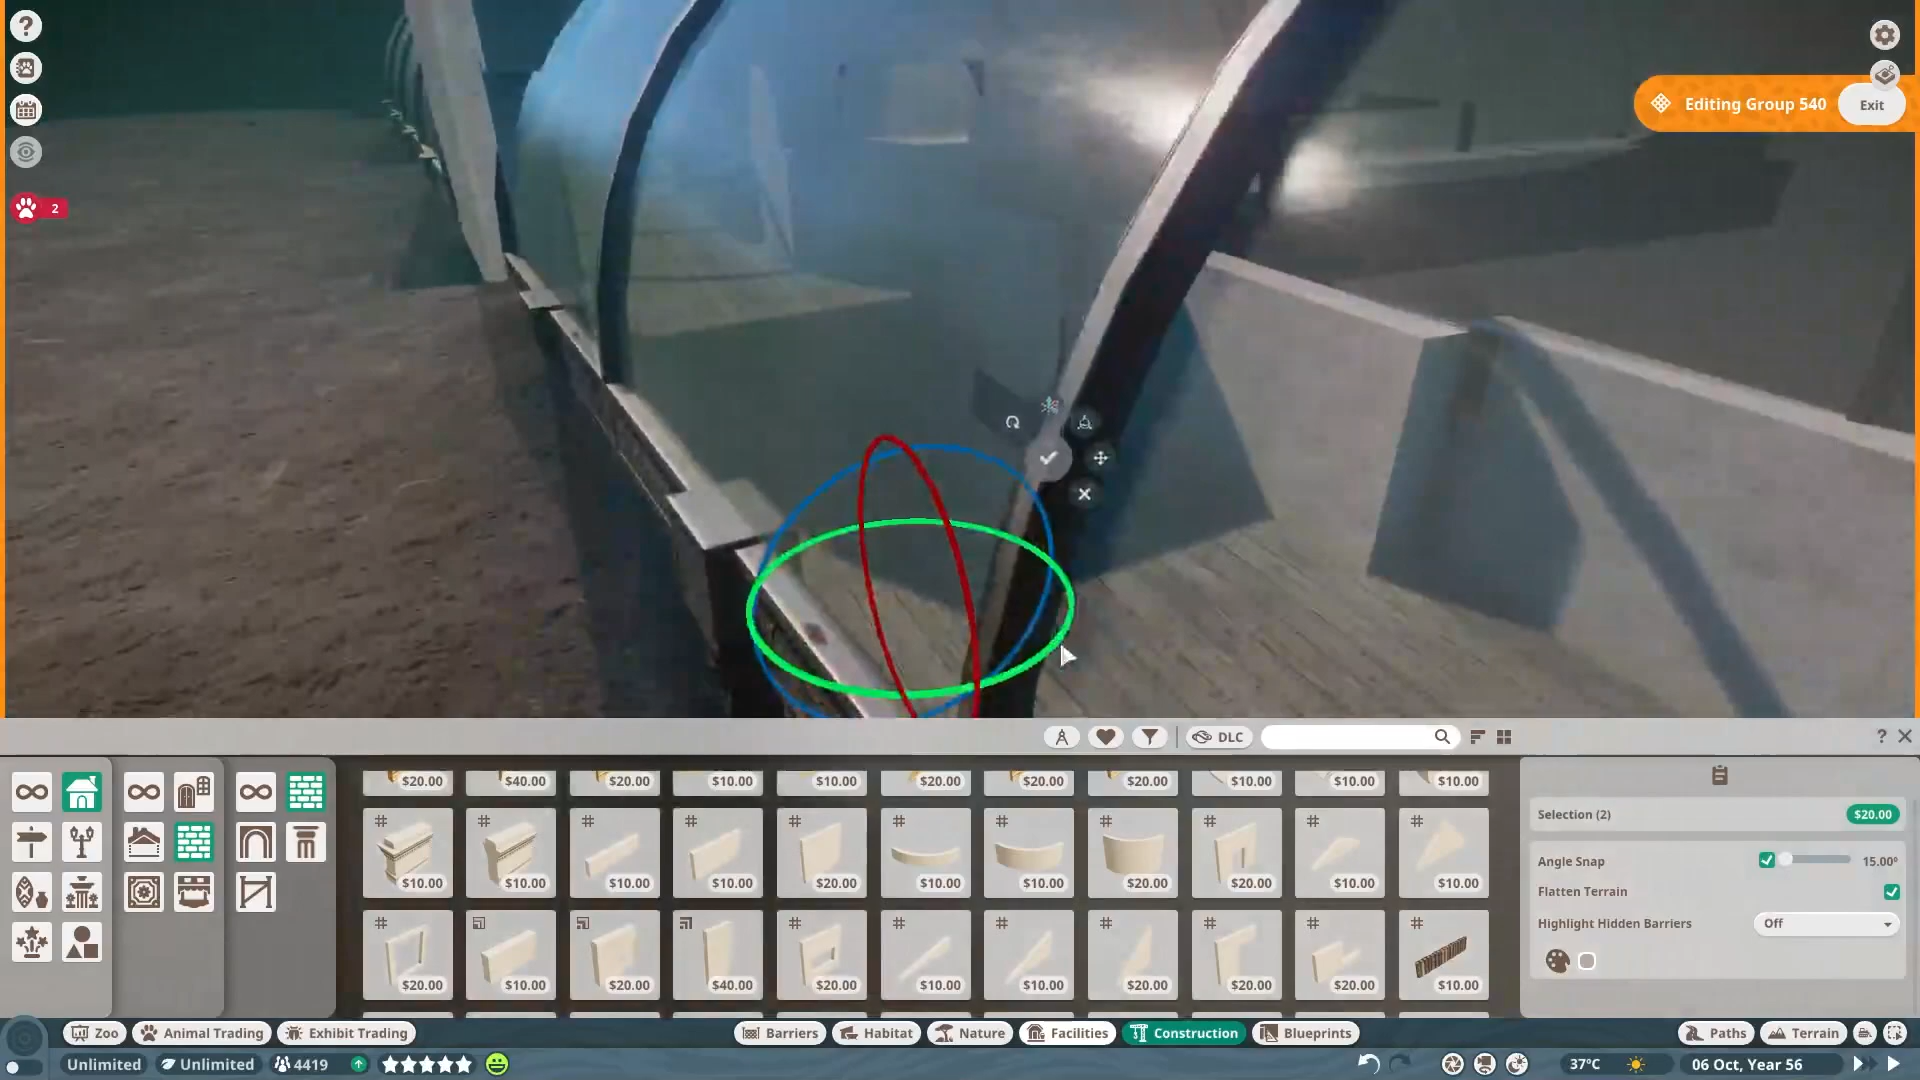 Editing Group 540
Exit
2
DLC
$20.00 $40.00 $20.00 $10.00 $10.00 $20.00 $20.00 $20.00 $10.00 $10.00 $10.00
$10.00 $10.00 $10.00 $10.00 $20.00 $10.00 $10.00 $20.00 $20.00 $10.00 $10.00
$20.00 $10.00 $20.00 $40.00 $20.00 $10.00 $10.00 $20.00 $20.00 $20.00 $10.00
Selection (2) $20.00
Angle Snap 15.00°
Flatten Terrain
Highlight Hidden Barriers Off
Zoo Animal Trading Exhibit Trading Barriers Habitat Nature Facilities Construction Blueprints Paths Terrain
Unlimited Unlimited 4419 37°C 06 Oct, Year 56